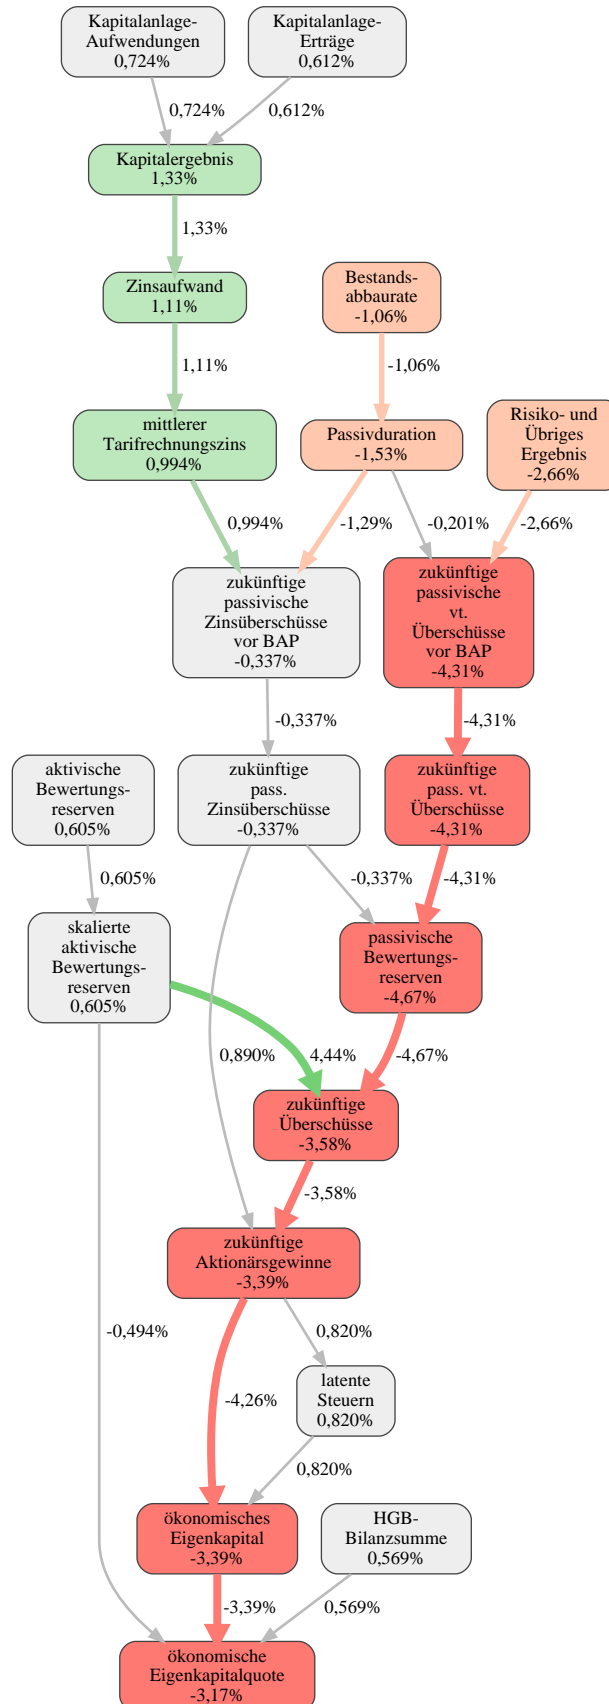 Kapitalanlage-
Aufwendungen
0,724%
Kapitalanlage-
Erträge
0,612%
0,724%
0,612%
Kapitalergebnis
1,33%
1,33%
Zinsaufwand
1,11%
Bestands-
abbaurate
-1,06%
1,11%
-1,06%
mittlerer
Tarifrechnungszins
0,994%
Passivduration
-1,53%
Risiko- und
Übriges
Ergebnis
-2,66%
0,994%
-1,29%
-0,201%
-2,66%
zukünftige
passivische
Zinsüberschüsse
vor BAP
-0,337%
zukünftige
passivische
vt.
Überschüsse
vor BAP
-4,31%
-0,337%
-4,31%
aktivische
Bewertungs-
reserven
0,605%
zukünftige
pass.
Zinsüberschüsse
-0,337%
zukünftige
pass. vt.
Überschüsse
-4,31%
0,605%
-0,337%
-4,31%
skalierte
aktivische
Bewertungs-
reserven
0,605%
passivische
Bewertungs-
reserven
-4,67%
0,890%
4,44%
-4,67%
zukünftige
Überschüsse
-3,58%
-3,58%
zukünftige
Aktionärsgewinne
-3,39%
-0,494%
0,820%
-4,26%
latente
Steuern
0,820%
0,820%
ökonomisches
Eigenkapital
-3,39%
HGB-
Bilanzsumme
0,569%
-3,39%
0,569%
ökonomische
Eigenkapitalquote
-3,17%